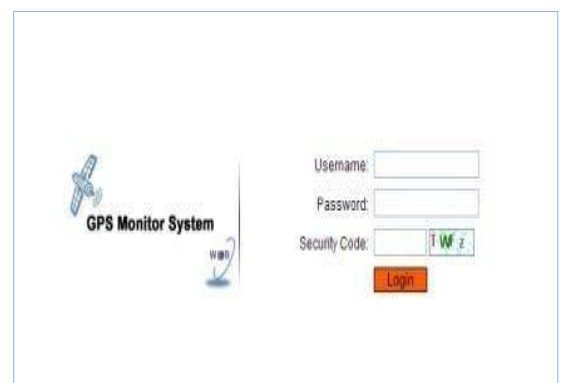 GPS Monitor System
Username:
Password:
Security Code:
Login